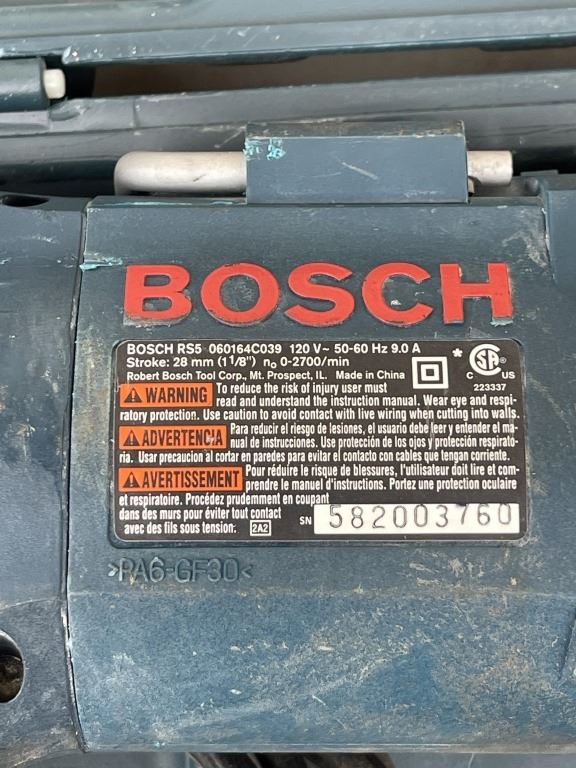 BOSCH
BOSCH RS5 060164C039 120 V~ 50-60 Hz 9.0 A
Stroke: 28 mm (1 1/8") n₀ 0-2700/min
Robert Bosch Tool Corp., Mt. Prospect, IL. Made in China
* C US
223337
WARNING To reduce the risk of injury user must
read and understand the instruction manual. Wear eye and respi-
ratory protection. Use caution to avoid contact with live wiring when cutting into walls.
ADVERTENCIA Para reducir el riesgo de lesiones, el usuario debe leer y entender el ma-
nual de instrucciones. Use protección de los ojos y protección respirato-
ria. Usar precaucion al cortar en paredes para evitar el contacto con cables que tengan corriente.
AVERTISSEMENT Pour réduire le risque de blessures, l'utilisateur doit lire et com-
prendre le manuel d'instructions. Portez une protection oculaire
et respiratoire. Procédez prudemment en coupant
dans des murs pour éviter tout contact
avec des fils sous tension. 2A2 SN 582003760
>PA6-GF30<